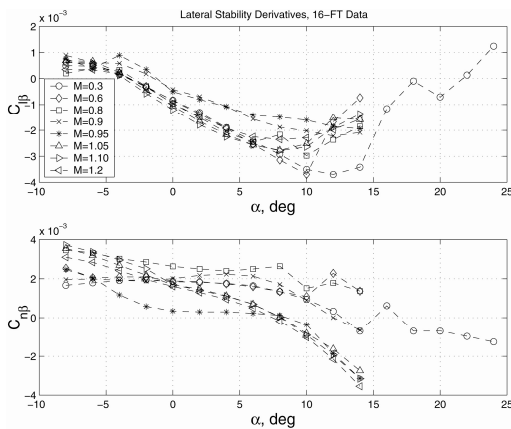 Lateral Stability Derivatives, 16−FT Data
x 10−3
2
1
0
−1
−2
−3
−4
Clβ
M=0.3
M=0.6
M=0.8
M=0.9
M=0.95
M=1.05
M=1.10
M=1.2
−10 −5 0 5 10 15 20 25
α, deg
x 10−3
4
2
0
−2
−4
Cnβ
−10 −5 0 5 10 15 20 25
α, deg